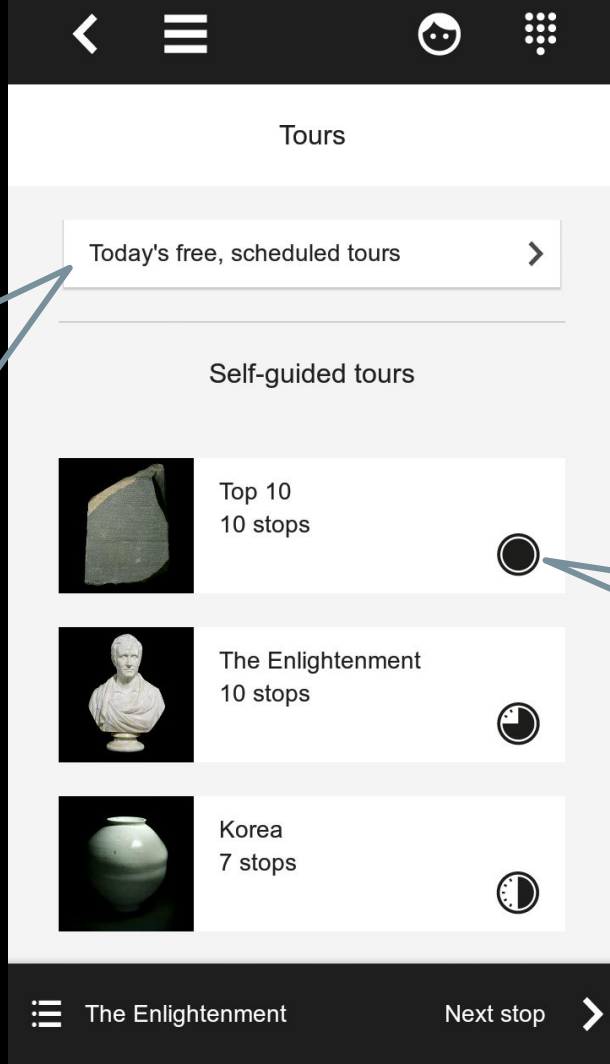 Tours
Today's free, scheduled tours
Self-guided tours
Top 10
10 stops
The Enlightenment
10 stops
Korea
7 stops
The Enlightenment
Next stop